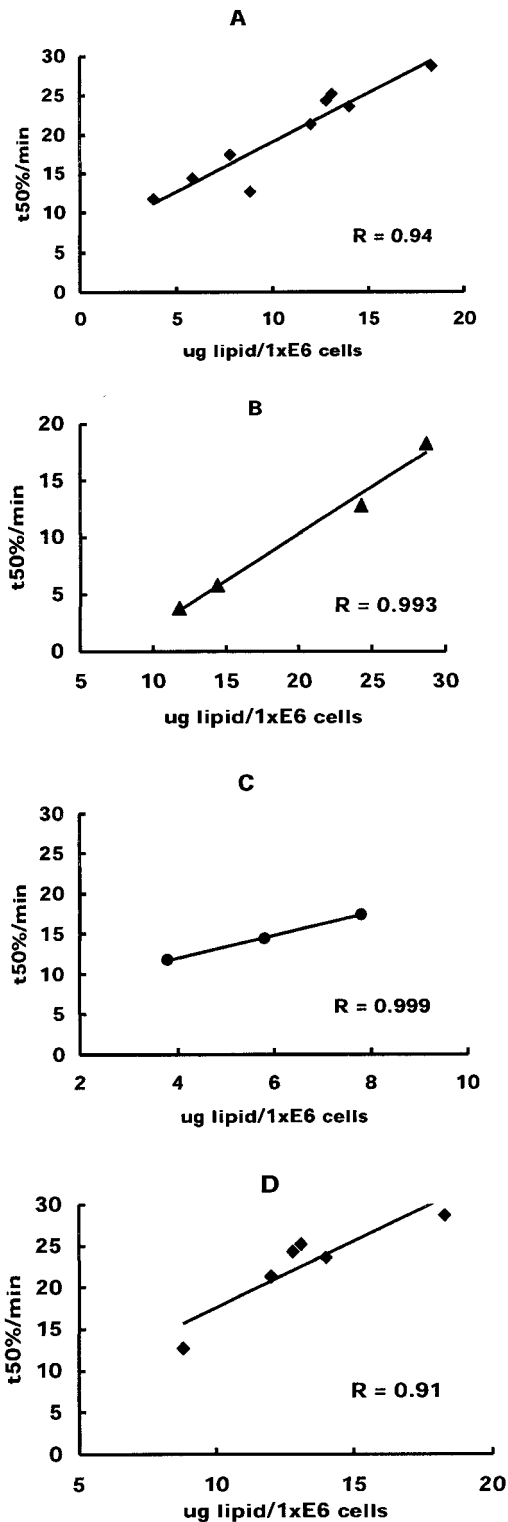 A
30
25
20
15
10
5
0
t50%/min
R = 0.94
0 5 10 15 20
ug lipid/1xE6 cells
B
20
15
10
5
0
t50%/min
R = 0.993
5 10 15 20 25 30
ug lipid/1xE6 cells
C
30
25
20
15
10
5
0
t50%/min
R = 0.999
2 4 6 8 10
ug lipid/1xE6 cells
D
30
25
20
15
10
5
0
t50%/min
R = 0.91
5 10 15 20
ug lipid/1xE6 cells